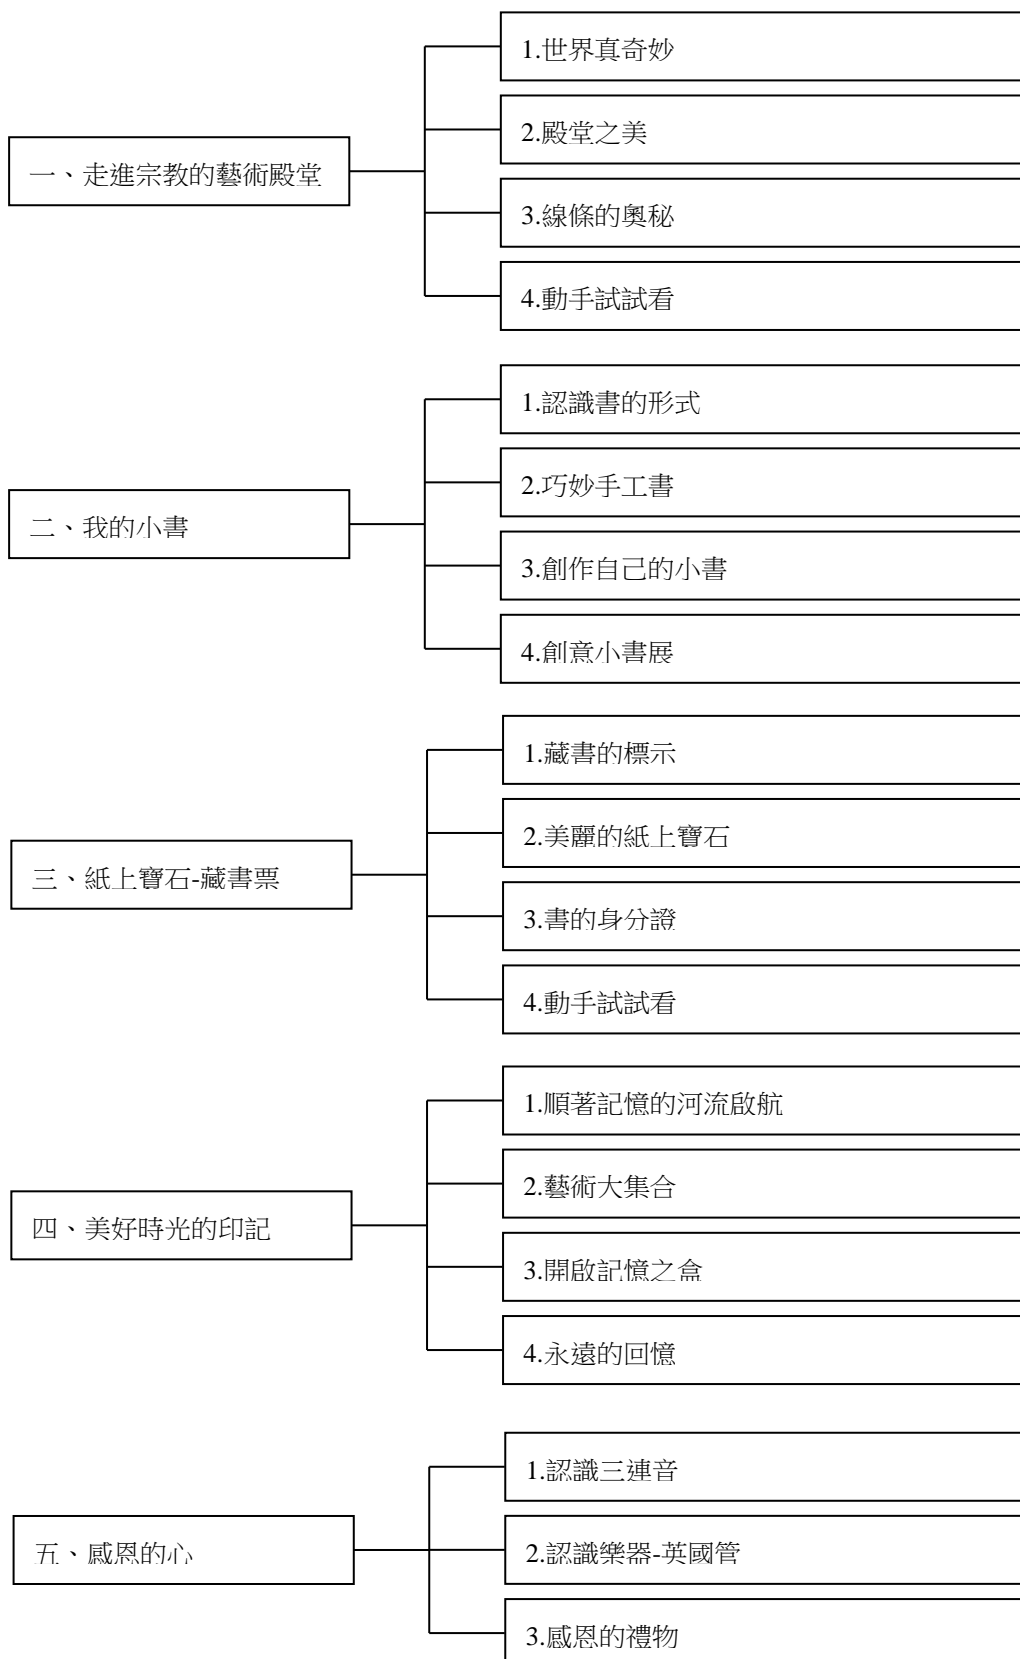 一、走進宗教的藝術殿堂
1.世界真奇妙
2.殿堂之美
3.線條的奧秘
4.動手試試看
二、我的小書
1.認識書的形式
2.巧妙手工書
3.創作自己的小書
4.創意小書展
三、紙上寶石-藏書票
1.藏書的標示
2.美麗的紙上寶石
3.書的身分證
4.動手試試看
四、美好時光的印記
1.順著記憶的河流啟航
2.藝術大集合
3.開啟記憶之盒
4.永遠的回憶
五、感恩的心
1.認識三連音
2.認識樂器-英國管
3.感恩的禮物